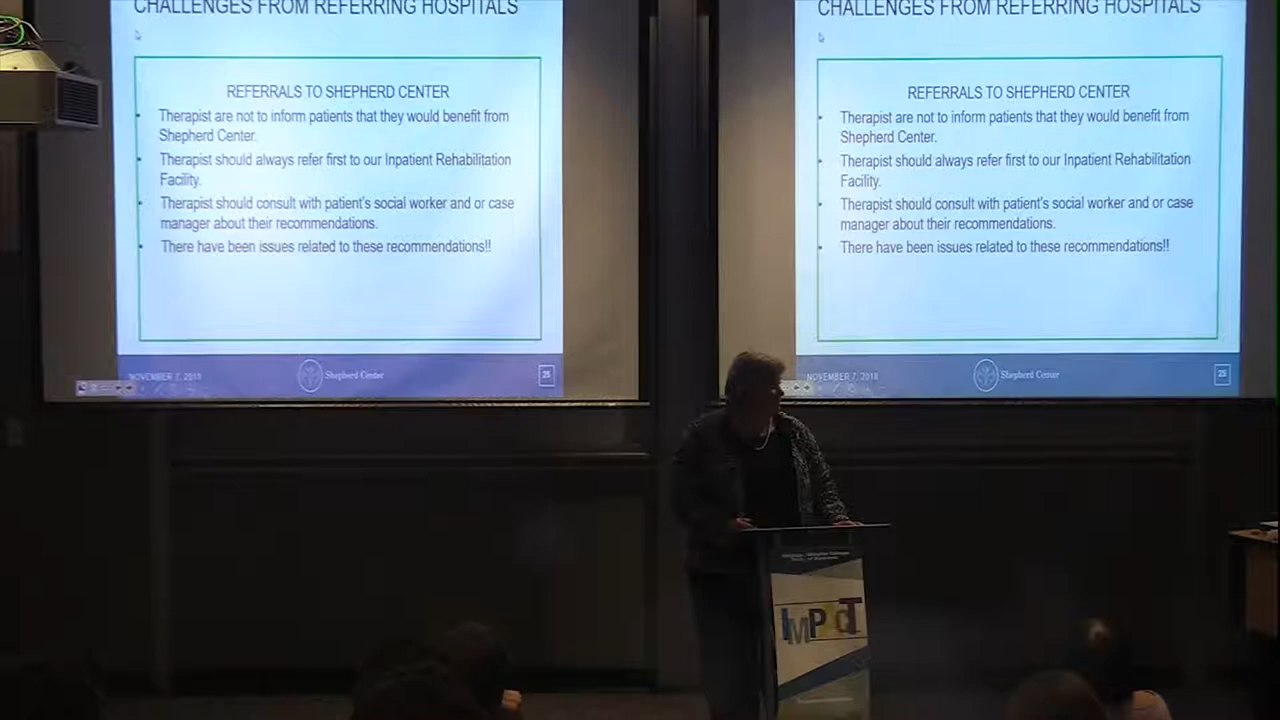 CHALLENGES FROM REFERRING HOSPITALS
REFERRALS TO SHEPHERD CENTER
Therapist are not to inform patients that they would benefit from
Shepherd Center.
Therapist should always refer first to our Inpatient Rehabilitation
Facility.
Therapist should consult with patient's social worker and or case
manager about their recommendations.
There have been issues related to these recommendations!!
NOVEMBER 7, 2018
Shepherd Center
25
CHALLENGES FROM REFERRING HOSPITALS
REFERRALS TO SHEPHERD CENTER
Therapist are not to inform patients that they would benefit from
Shepherd Center.
Therapist should always refer first to our Inpatient Rehabilitation
Facility.
Therapist should consult with patient's social worker and or case
manager about their recommendations.
There have been issues related to these recommendations!!
NOVEMBER 7, 2018
Shepherd Center
25
IMPACT